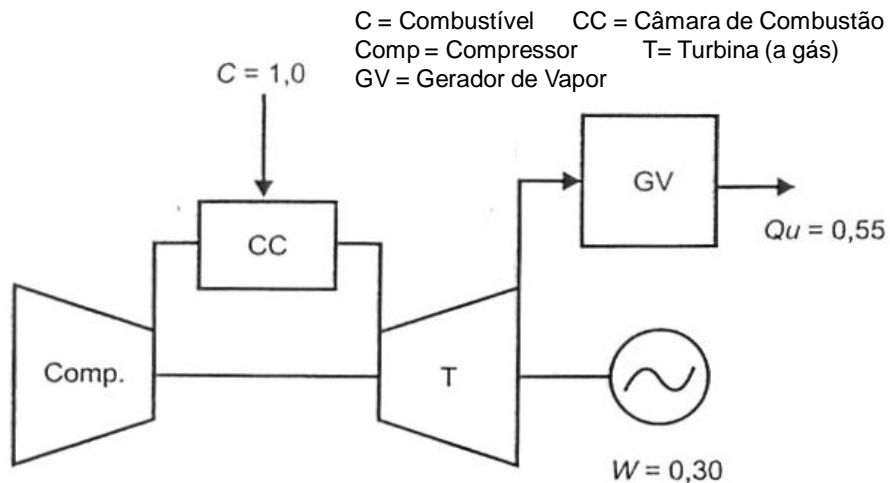 C = Combustível CC = Câmara de Combustão
Comp = Compressor T= Turbina (a gás)
GV = Gerador de Vapor
C = 1,0
GV
Qu = 0,55
CC
Comp.
T
W = 0,30